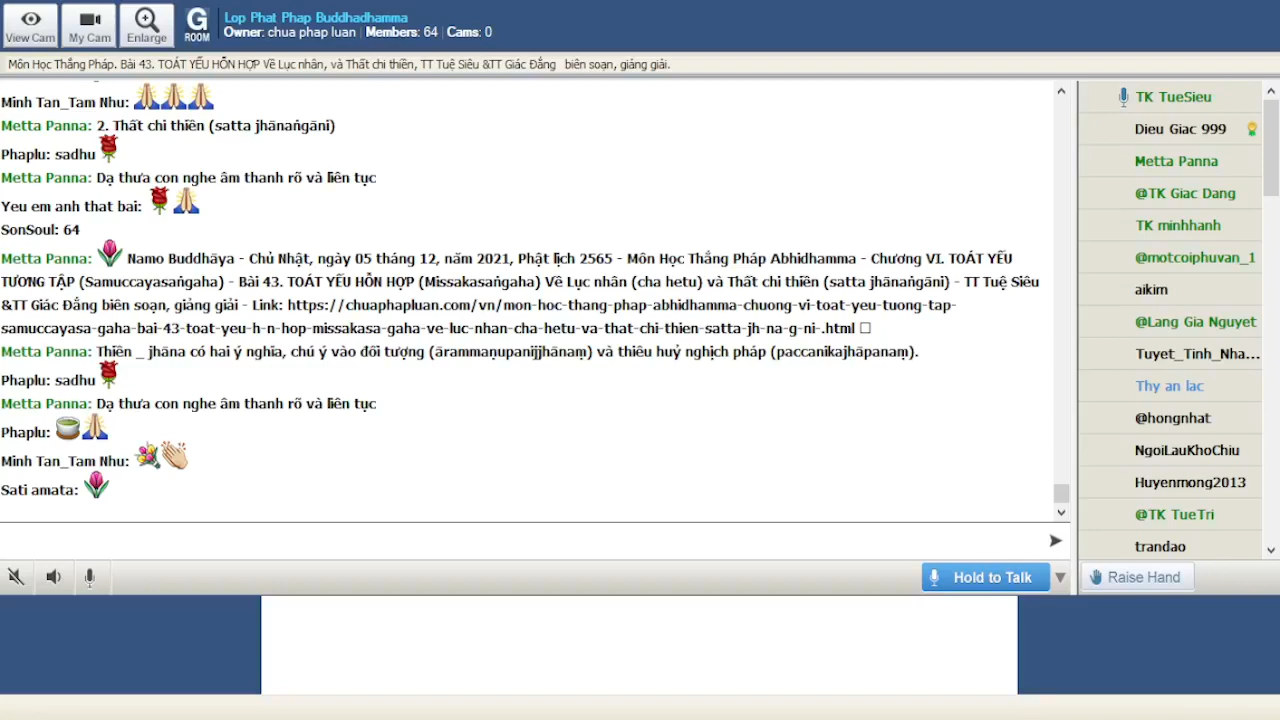 View Cam
My Cam
Enlarge
G
ROOM
Lop Phat Phap Buddhadhamma
Owner: chua phap luan | Members: 64 | Cams: 0
Môn Học Thắng Pháp. Bài 43. TOÁT YẾU HỖN HỢP Về Lục nhân, và Thất chi thiền, TT Tuệ Siêu &TT Giác Đẳng biên soạn, giảng giải.
Minh Tan_Tam Nhu:
Metta Panna: 2. Thất chi thiền (satta jhānaṅgāni)
Phaplu: sadhu
Metta Panna: Dạ thưa con nghe âm thanh rõ và liên tục
Yeu em anh that bai:
SonSoul: 64
Metta Panna: Namo Buddhāya - Chủ Nhật, ngày 05 tháng 12, năm 2021, Phật lịch 2565 - Môn Học Thắng Pháp Abhidhamma - Chương VI. TOÁT YẾU
TƯƠNG TẬP (Samuccayasaṅgaha) - Bài 43. TOÁT YẾU HỖN HỢP (Missakasaṅgaha) Về Lục nhân (cha hetu) và Thất chi thiền (satta jhānaṅgāni) - TT Tuệ Siêu
&TT Giác Đẳng biên soạn, giảng giải - Link: https://chuaphapluan.com/vn/mon-hoc-thang-phap-abhidhamma-chuong-vi-toat-yeu-tuong-tap-
samuccayasa-gaha-bai-43-toat-yeu-h-n-hop-missakasa-gaha-ve-luc-nhan-cha-hetu-va-that-chi-thien-satta-jh-na-g-ni-.html
Metta Panna: Thiền _ jhāna có hai ý nghĩa, chú ý vào đối tượng (ārammaṇupanijjhānaṃ) và thiêu huỷ nghịch pháp (paccanikajhāpanaṃ).
Phaplu: sadhu
Metta Panna: Dạ thưa con nghe âm thanh rõ và liên tục
Phaplu:
Minh Tan_Tam Nhu:
Sati amata:
Hold to Talk
TK TueSieu
Dieu Giac 999
Metta Panna
@TK Giac Dang
TK minhhanh
@motcoiphuvan_1
aikim
@Lang Gia Nguyet
Tuyet_Tinh_Nha...
Thy an lac
@hongnhat
NgoiLauKhoChiu
Huyenmong2013
@TK TueTri
trandao
Raise Hand